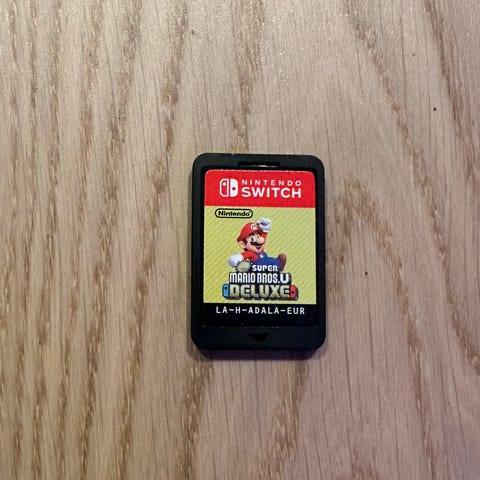 NINTENDO
SWITCH
Nintendo
SUPER
MARIO BROS. U
DELUXE
LA-H-ADALA-EUR